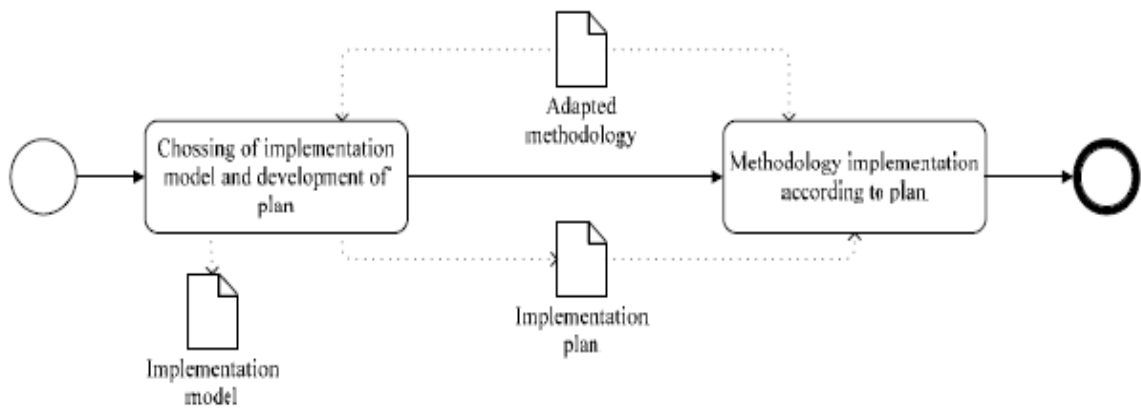 Adapted
methodology
Chossing of implementation
model and development of
plan
Methodology implementation
according to plan
Implementation
plan
Implementation
model